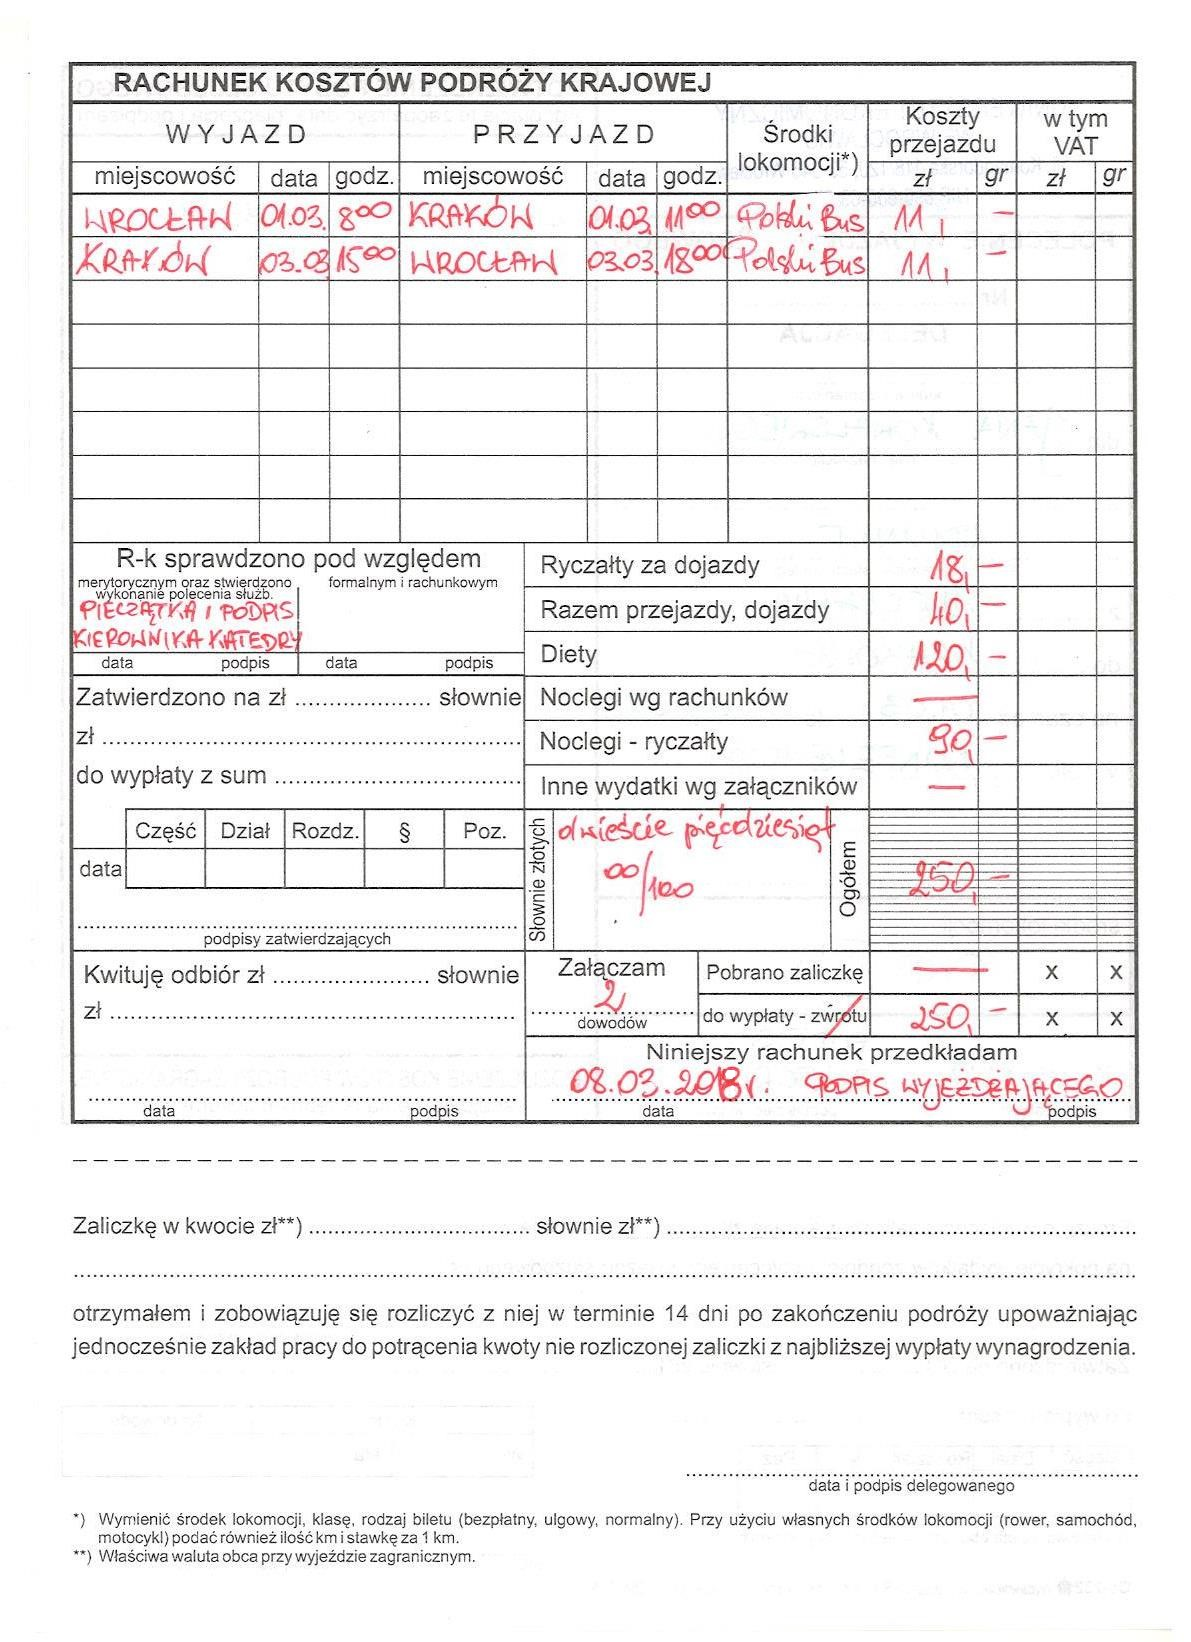 RACHUNEK KOSZTÓW PODRÓŻY KRAJOWEJ
WYJAZD PRZYJAZD Środki lokomocji*) Koszty przejazdu w tym VAT
miejscowość data godz. miejscowość data godz. zł gr zł gr
WROCŁAW 01.03. 8⁰⁰ KRAKÓW 01.03. 11⁰⁰ Polski Bus 11, –
KRAKÓW 03.03 15⁰⁰ WROCŁAW 03.03. 18⁰⁰ Polski Bus 11, –
R-k sprawdzono pod względem
merytorycznym oraz stwierdzono wykonanie polecenia służb. formalnym i rachunkowym
PIECZĄTKA I PODPIS
KIEROWNIKA KATEDRY
data podpis data podpis
Ryczałty za dojazdy 18, –
Razem przejazdy, dojazdy 40, –
Diety 120, –
Noclegi wg rachunków —
Noclegi - ryczałty 90, –
Inne wydatki wg załączników —
Zatwierdzono na zł ..................... słownie
zł ................................................................
do wypłaty z sum ......................................
Część Dział Rozdz. § Poz.
data
podpisy zatwierdzających
Słownie złotych
dwieście pięćdziesiąt
00/100
Ogółem 250, –
Kwituję odbiór zł ........................ słownie
zł ................................................................
data podpis
Załączam
2
dowodów
Pobrano zaliczkę — x x
do wypłaty - zwrotu 250, – x x
Niniejszy rachunek przedkładam
08.03.2018r. PODPIS WYJEŻDŻAJĄCEGO
data podpis
Zaliczkę w kwocie zł**) .................................. słownie zł**) ..................................................
otrzymałem i zobowiązuję się rozliczyć z niej w terminie 14 dni po zakończeniu podróży upoważniając
jednocześnie zakład pracy do potrącenia kwoty nie rozliczonej zaliczki z najbliższej wypłaty wynagrodzenia.
data i podpis delegowanego
*) Wymienić środek lokomocji, klasę, rodzaj biletu (bezpłatny, ulgowy, normalny). Przy użyciu własnych środków lokomocji (rower, samochód,
motocykl) podać również ilość km i stawkę za 1 km.
**) Właściwa waluta obca przy wyjeździe zagranicznym.